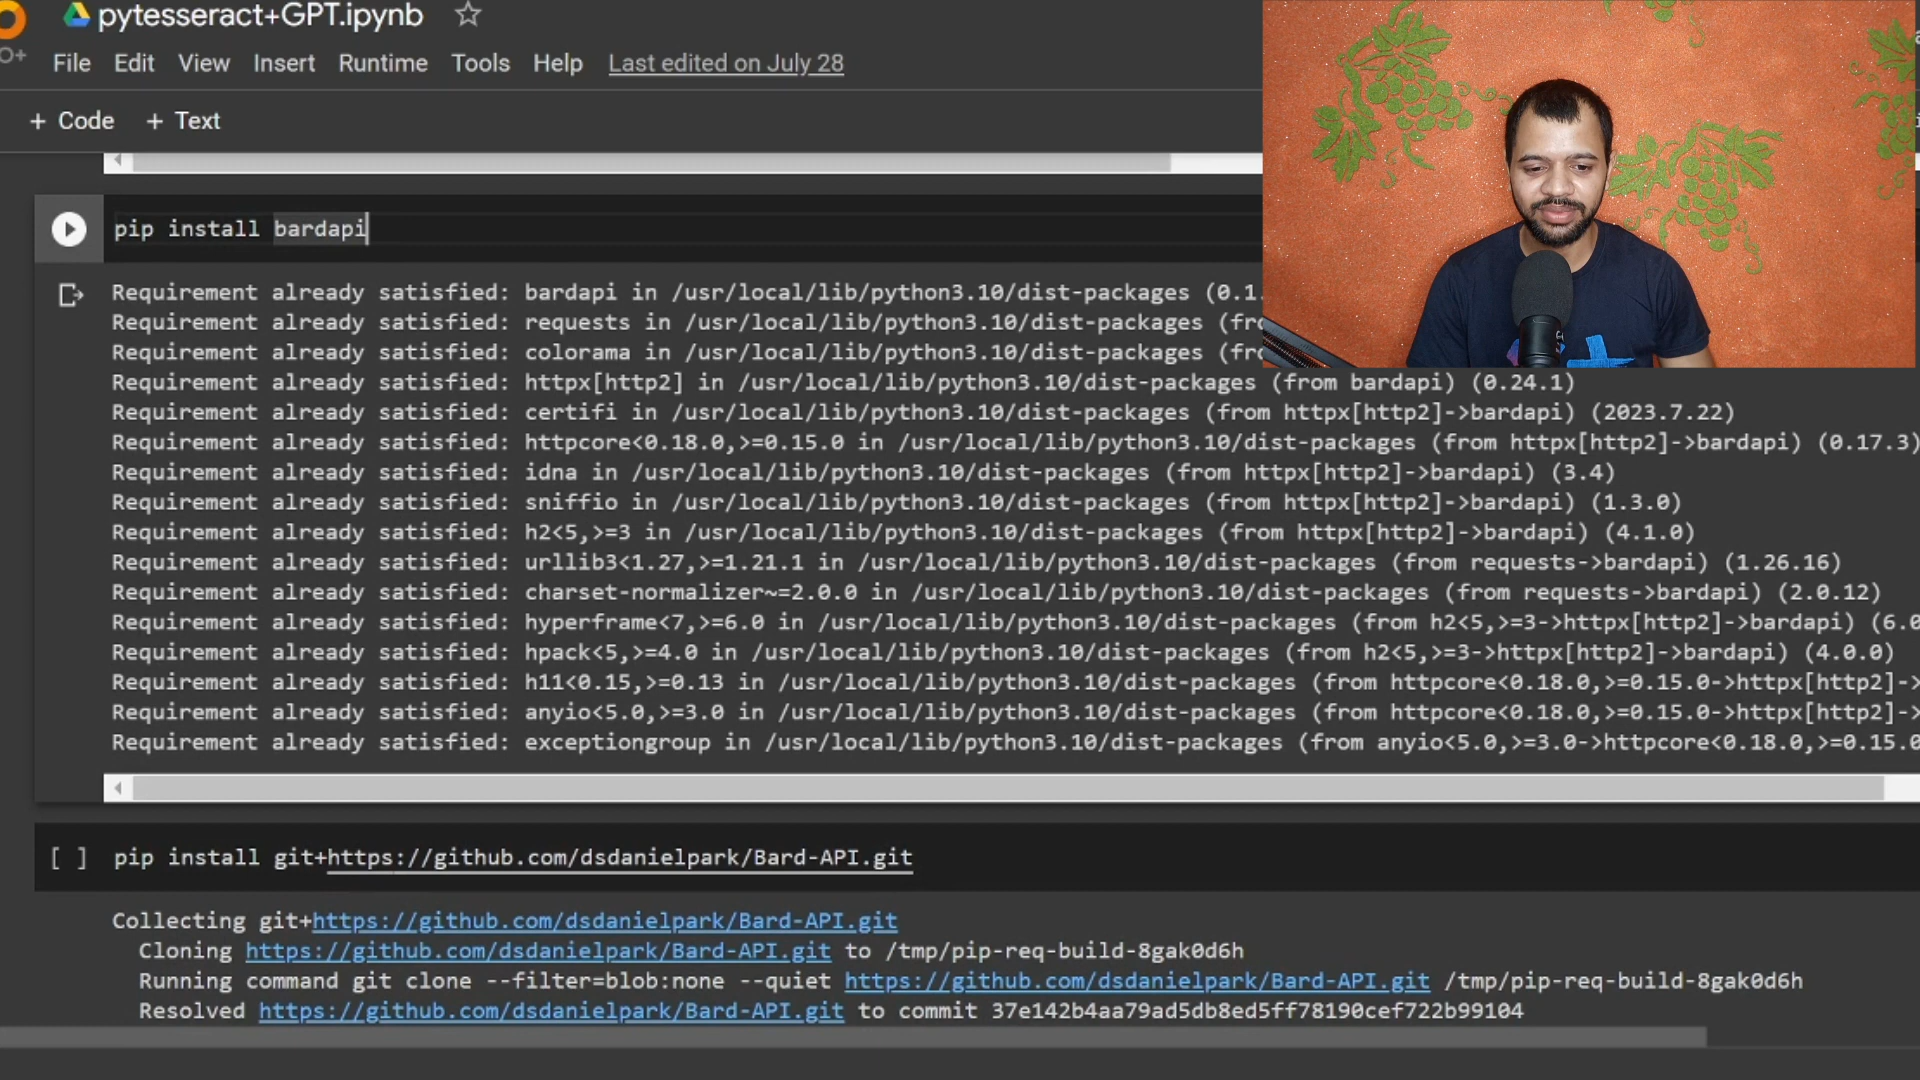 pytesseract+GPT.ipynb
File Edit View Insert Runtime Tools Help Last edited on July 28
+ Code + Text
pip install bardapi
Requirement already satisfied: bardapi in /usr/local/lib/python3.10/dist-packages (0.1.
Requirement already satisfied: requests in /usr/local/lib/python3.10/dist-packages (fro
Requirement already satisfied: colorama in /usr/local/lib/python3.10/dist-packages (fro
Requirement already satisfied: httpx[http2] in /usr/local/lib/python3.10/dist-packages (from bardapi) (0.24.1)
Requirement already satisfied: certifi in /usr/local/lib/python3.10/dist-packages (from httpx[http2]->bardapi) (2023.7.22)
Requirement already satisfied: httpcore<0.18.0,>=0.15.0 in /usr/local/lib/python3.10/dist-packages (from httpx[http2]->bardapi) (0.17.3)
Requirement already satisfied: idna in /usr/local/lib/python3.10/dist-packages (from httpx[http2]->bardapi) (3.4)
Requirement already satisfied: sniffio in /usr/local/lib/python3.10/dist-packages (from httpx[http2]->bardapi) (1.3.0)
Requirement already satisfied: h2<5,>=3 in /usr/local/lib/python3.10/dist-packages (from httpx[http2]->bardapi) (4.1.0)
Requirement already satisfied: urllib3<1.27,>=1.21.1 in /usr/local/lib/python3.10/dist-packages (from requests->bardapi) (1.26.16)
Requirement already satisfied: charset-normalizer~=2.0.0 in /usr/local/lib/python3.10/dist-packages (from requests->bardapi) (2.0.12)
Requirement already satisfied: hyperframe<7,>=6.0 in /usr/local/lib/python3.10/dist-packages (from h2<5,>=3->httpx[http2]->bardapi) (6.0
Requirement already satisfied: hpack<5,>=4.0 in /usr/local/lib/python3.10/dist-packages (from h2<5,>=3->httpx[http2]->bardapi) (4.0.0)
Requirement already satisfied: h11<0.15,>=0.13 in /usr/local/lib/python3.10/dist-packages (from httpcore<0.18.0,>=0.15.0->httpx[http2]->
Requirement already satisfied: anyio<5.0,>=3.0 in /usr/local/lib/python3.10/dist-packages (from httpcore<0.18.0,>=0.15.0->httpx[http2]->
Requirement already satisfied: exceptiongroup in /usr/local/lib/python3.10/dist-packages (from anyio<5.0,>=3.0->httpcore<0.18.0,>=0.15.0
[ ] pip install git+https://github.com/dsdanielpark/Bard-API.git
Collecting git+https://github.com/dsdanielpark/Bard-API.git
Cloning https://github.com/dsdanielpark/Bard-API.git to /tmp/pip-req-build-8gak0d6h
Running command git clone --filter=blob:none --quiet https://github.com/dsdanielpark/Bard-API.git /tmp/pip-req-build-8gak0d6h
Resolved https://github.com/dsdanielpark/Bard-API.git to commit 37e142b4aa79ad5db8ed5ff78190cef722b99104